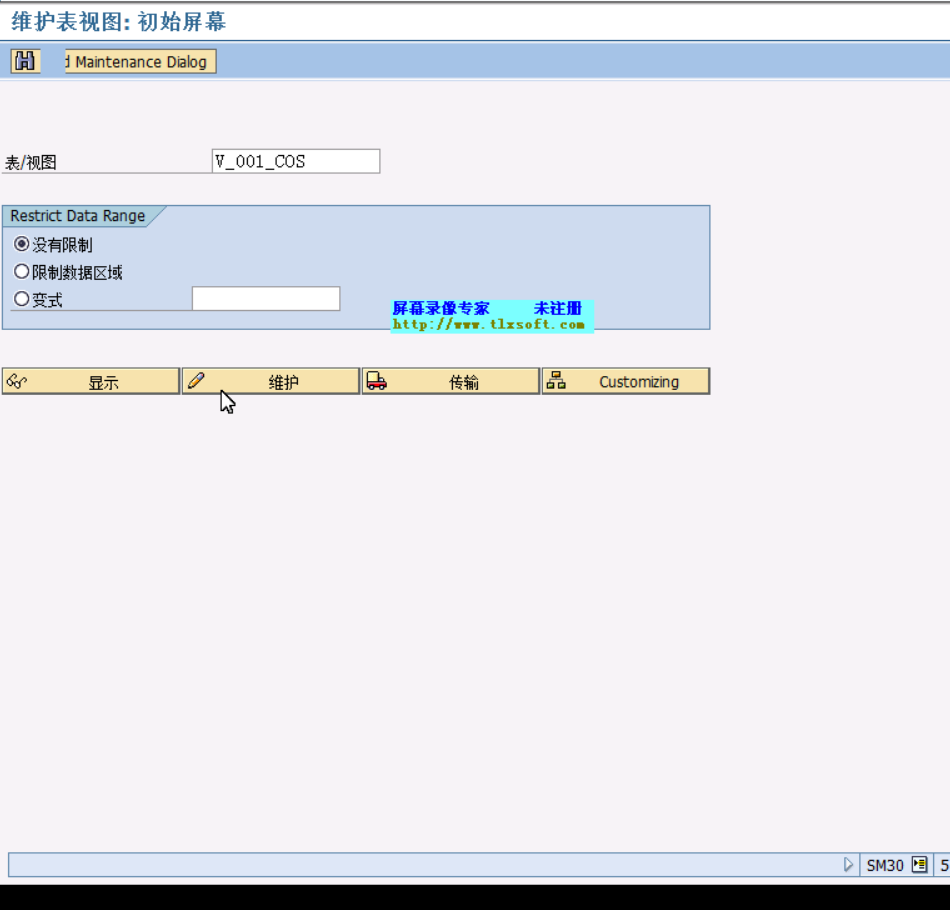 维护表视图: 初始屏幕
d Maintenance Dialog
表/视图 V_001_COS
Restrict Data Range
没有限制
限制数据区域
变式
屏幕录像专家 未注册
http://www.tlxsoft.com
显示 维护 传输 Customizing
SM30 5